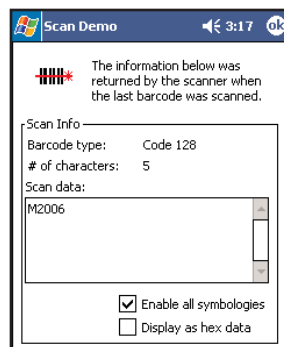 Scan Demo 3:17 ok
The information below was
returned by the scanner when
the last barcode was scanned.
Scan Info
Barcode type: Code 128
# of characters: 5
Scan data:
M2006
Enable all symbologies
Display as hex data